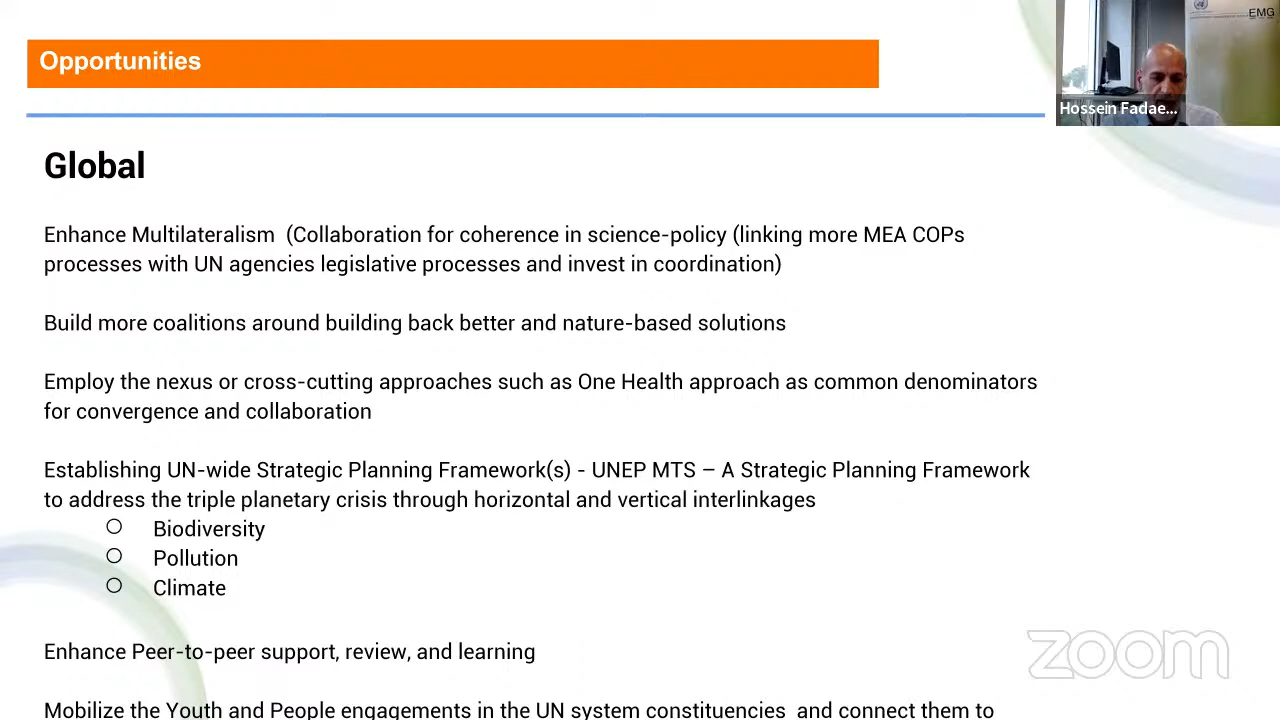 Opportunities
EMG
Hossein Fadae...
Global
Enhance Multilateralism  (Collaboration for coherence in science-policy (linking more MEA COPs
processes with UN agencies legislative processes and invest in coordination)
Build more coalitions around building back better and nature-based solutions
Employ the nexus or cross-cutting approaches such as One Health approach as common denominators
for convergence and collaboration
Establishing UN-wide Strategic Planning Framework(s) - UNEP MTS – A Strategic Planning Framework
to address the triple planetary crisis through horizontal and vertical interlinkages
Biodiversity
Pollution
Climate
Enhance Peer-to-peer support, review, and learning
zoom
Mobilize the Youth and People engagements in the UN system constituencies  and connect them to